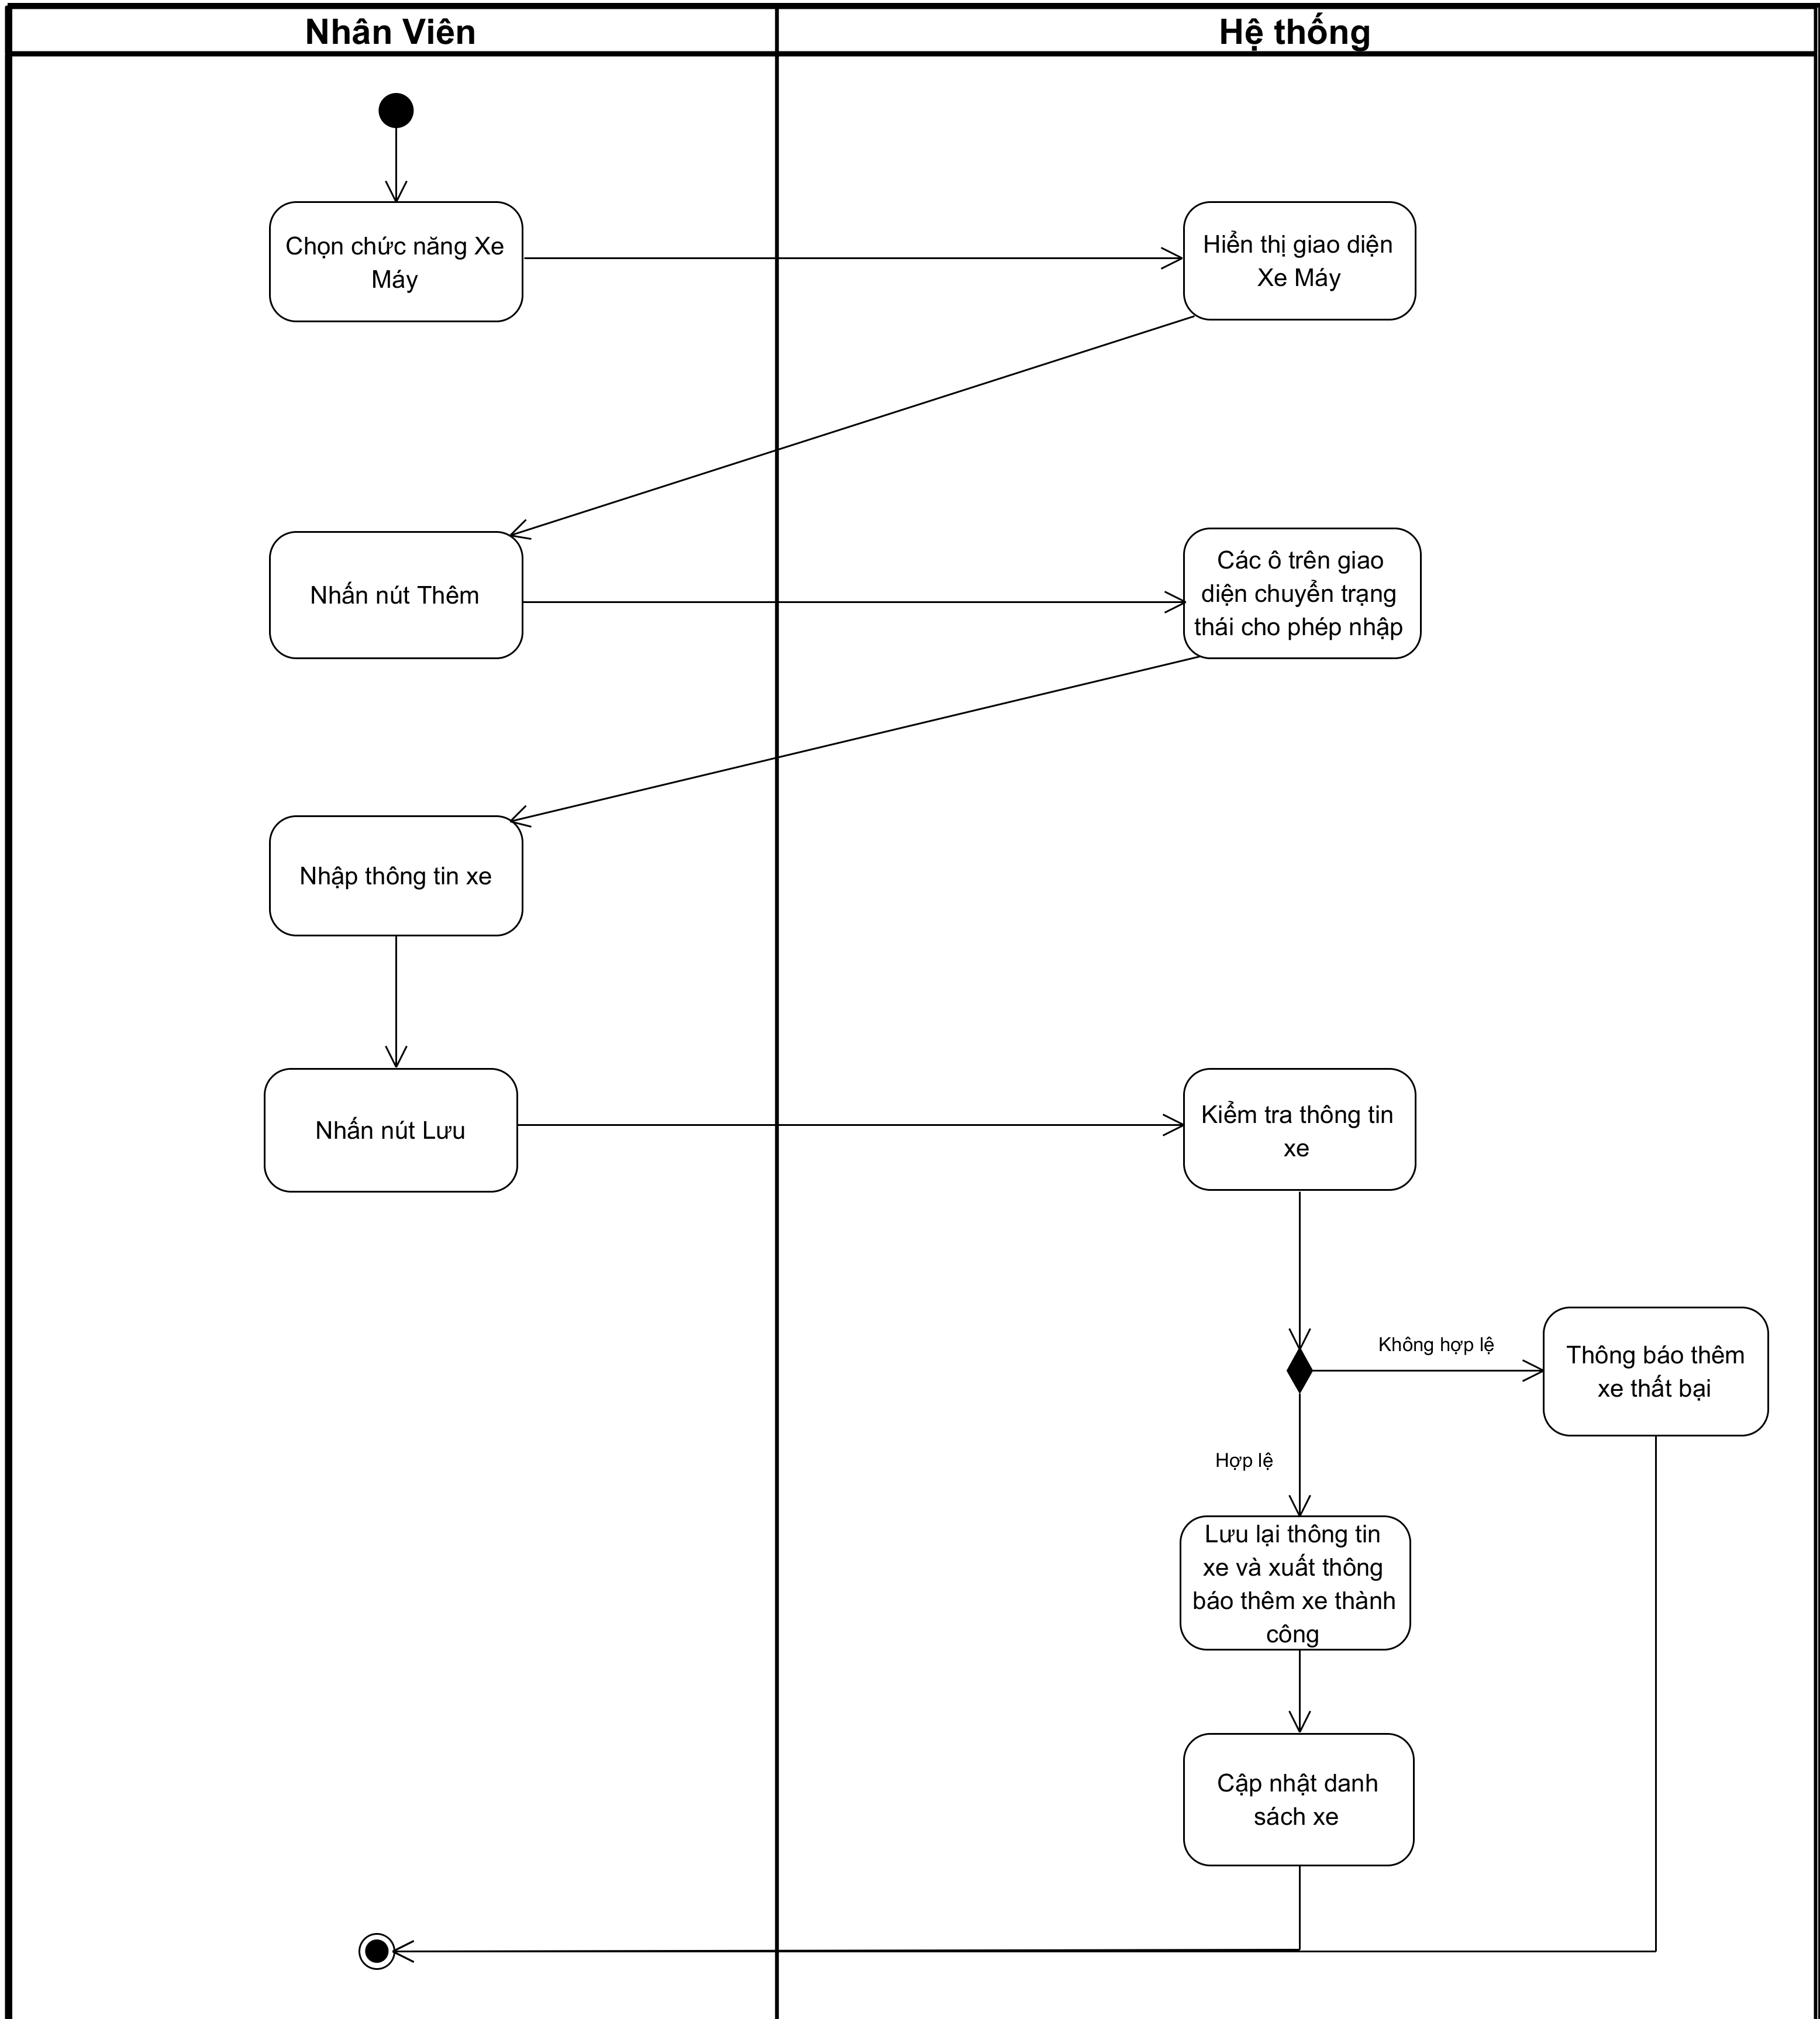 Nhân Viên
Hệ thống
Chọn chức năng Xe
Máy
Hiển thị giao diện
Xe Máy
Nhấn nút Thêm
Các ô trên giao
diện chuyển trạng
thái cho phép nhập
Nhập thông tin xe
Nhấn nút Lưu
Kiểm tra thông tin
xe
Không hợp lệ
Thông báo thêm
xe thất bại
Hợp lệ
Lưu lại thông tin
xe và xuất thông
báo thêm xe thành
công
Cập nhật danh
sách xe